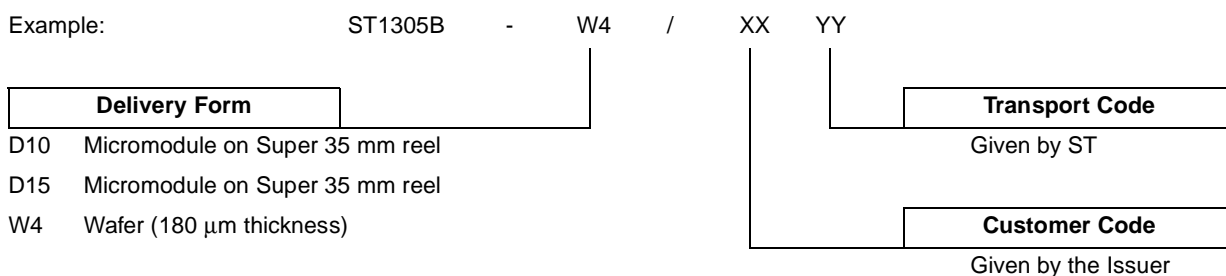 Example: ST1305B - W4 / XX YY
Delivery Form
D10 Micromodule on Super 35 mm reel
D15 Micromodule on Super 35 mm reel
W4 Wafer (180 μm thickness)
Transport Code
Given by ST
Customer Code
Given by the Issuer